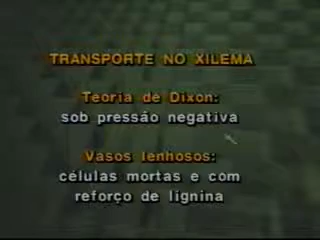 TRANSPORTE NO XILEMA
Teoria de Dixon:
sob pressão negativa
Vasos lenhosos:
células mortas e com
reforço de lignina